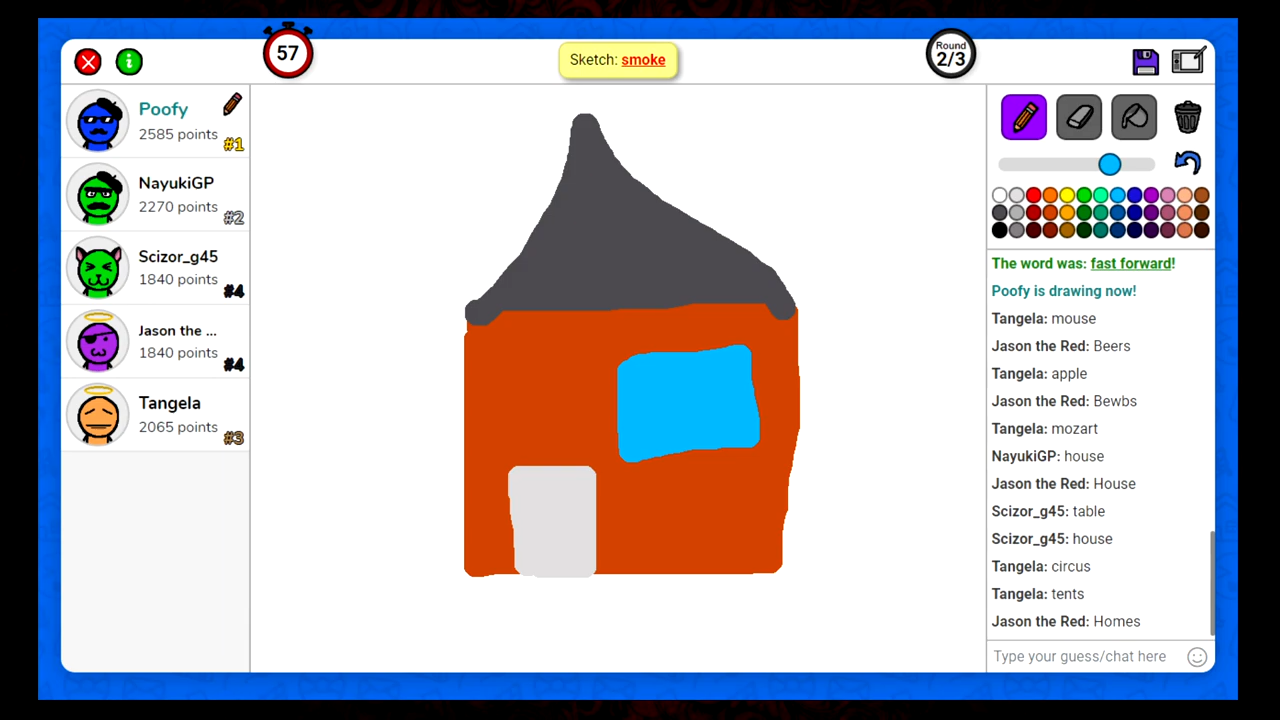 57
Sketch: smoke
Round
2/3
Poofy
2585 points
#1
NayukiGP
2270 points
#2
Scizor_g45
1840 points
#4
Jason the ...
1840 points
#4
Tangela
2065 points
#3
The word was: fast forward!
Poofy is drawing now!
Tangela: mouse
Jason the Red: Beers
Tangela: apple
Jason the Red: Bewbs
Tangela: mozart
NayukiGP: house
Jason the Red: House
Scizor_g45: table
Scizor_g45: house
Tangela: circus
Tangela: tents
Jason the Red: Homes
Type your guess/chat here